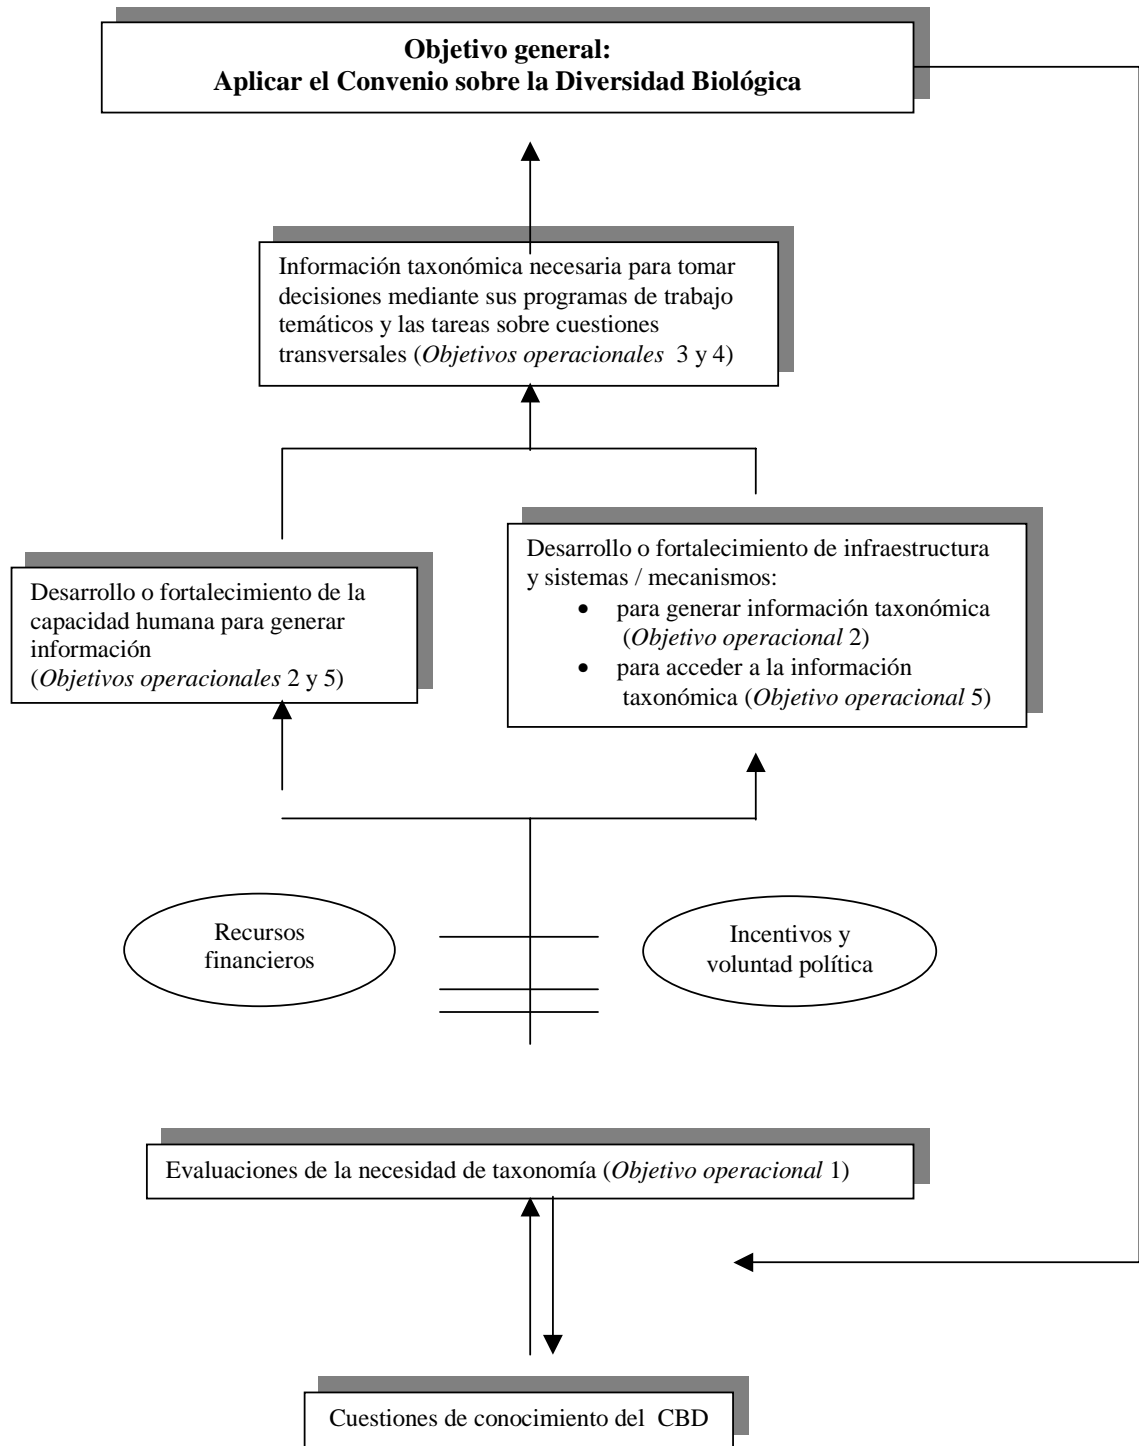 Objetivo general:
Aplicar el Convenio sobre la Diversidad Biológica
Información taxonómica necesaria para tomar
decisiones mediante sus programas de trabajo
temáticos y las tareas sobre cuestiones
transversales (Objetivos operacionales 3 y 4)
Desarrollo o fortalecimiento de la
capacidad humana para generar
información
(Objetivos operacionales 2 y 5)
Desarrollo o fortalecimiento de infraestructura
y sistemas / mecanismos:
• para generar información taxonómica
(Objetivo operacional 2)
• para acceder a la información
taxonómica (Objetivo operacional 5)
Recursos
financieros
Incentivos y
voluntad política
Evaluaciones de la necesidad de taxonomía (Objetivo operacional 1)
Cuestiones de conocimiento del CBD